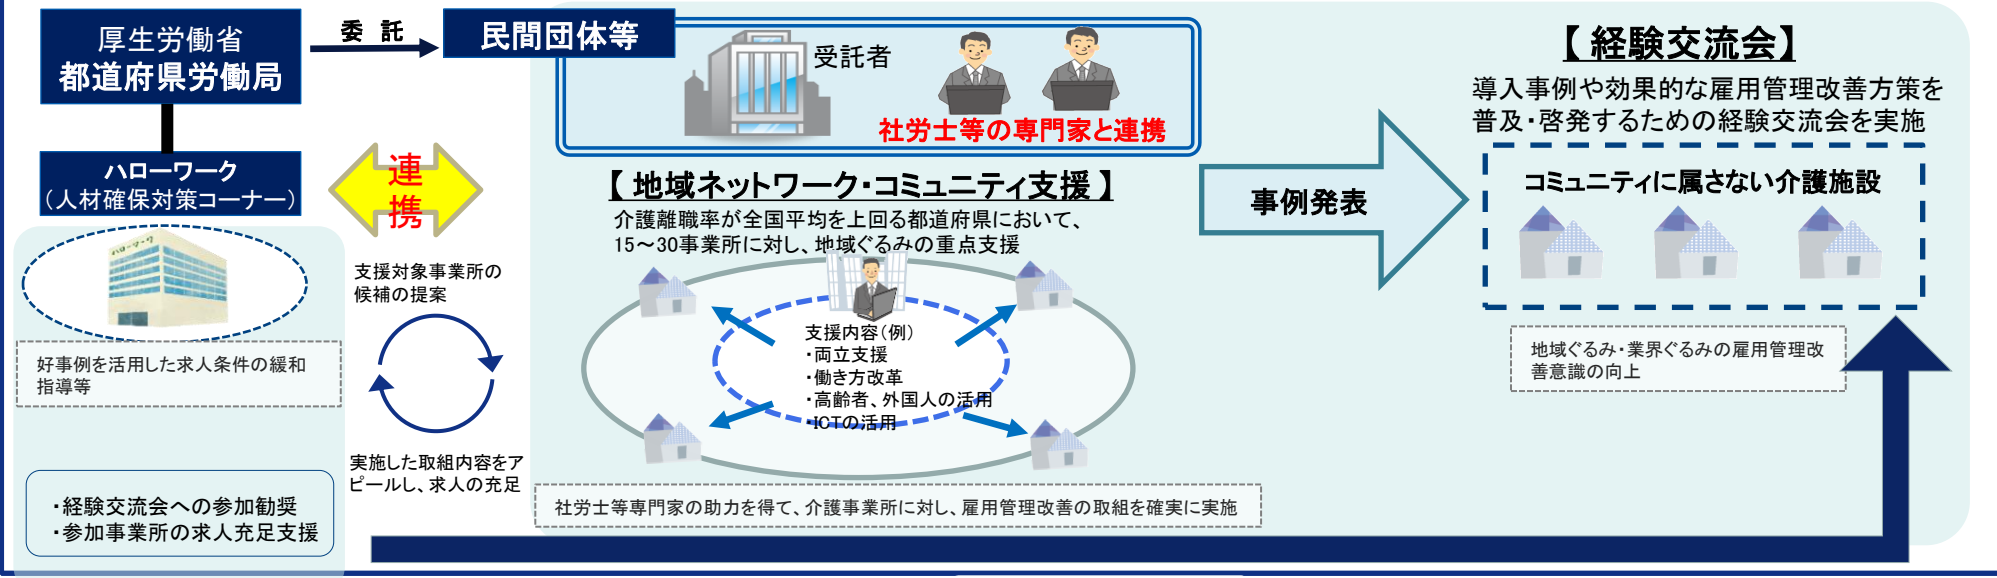 厚生労働省
都道府県労働局
委 託
民間団体等
受託者
社労士等の専門家と連携
ハローワーク
（人材確保対策コーナー）
ハローワーク
好事例を活用した求人条件の緩和
指導等
・経験交流会への参加勧奨
・参加事業所の求人充足支援
連
携
支援対象事業所の
候補の提案
実施した取組内容をア
ピールし、求人の充足
【 地域ネットワーク・コミュニティ支援 】
介護離職率が全国平均を上回る都道府県において、
15～30事業所に対し、地域ぐるみの重点支援
支援内容（例）
・両立支援
・働き方改革
・高齢者、外国人の活用
・ICTの活用
社労士等専門家の助力を得て、介護事業所に対し、雇用管理改善の取組を確実に実施
事例発表
【 経験交流会】
導入事例や効果的な雇用管理改善方策を
普及・啓発するための経験交流会を実施
コミュニティに属さない介護施設
地域ぐるみ・業界ぐるみの雇用管理改
善意識の向上